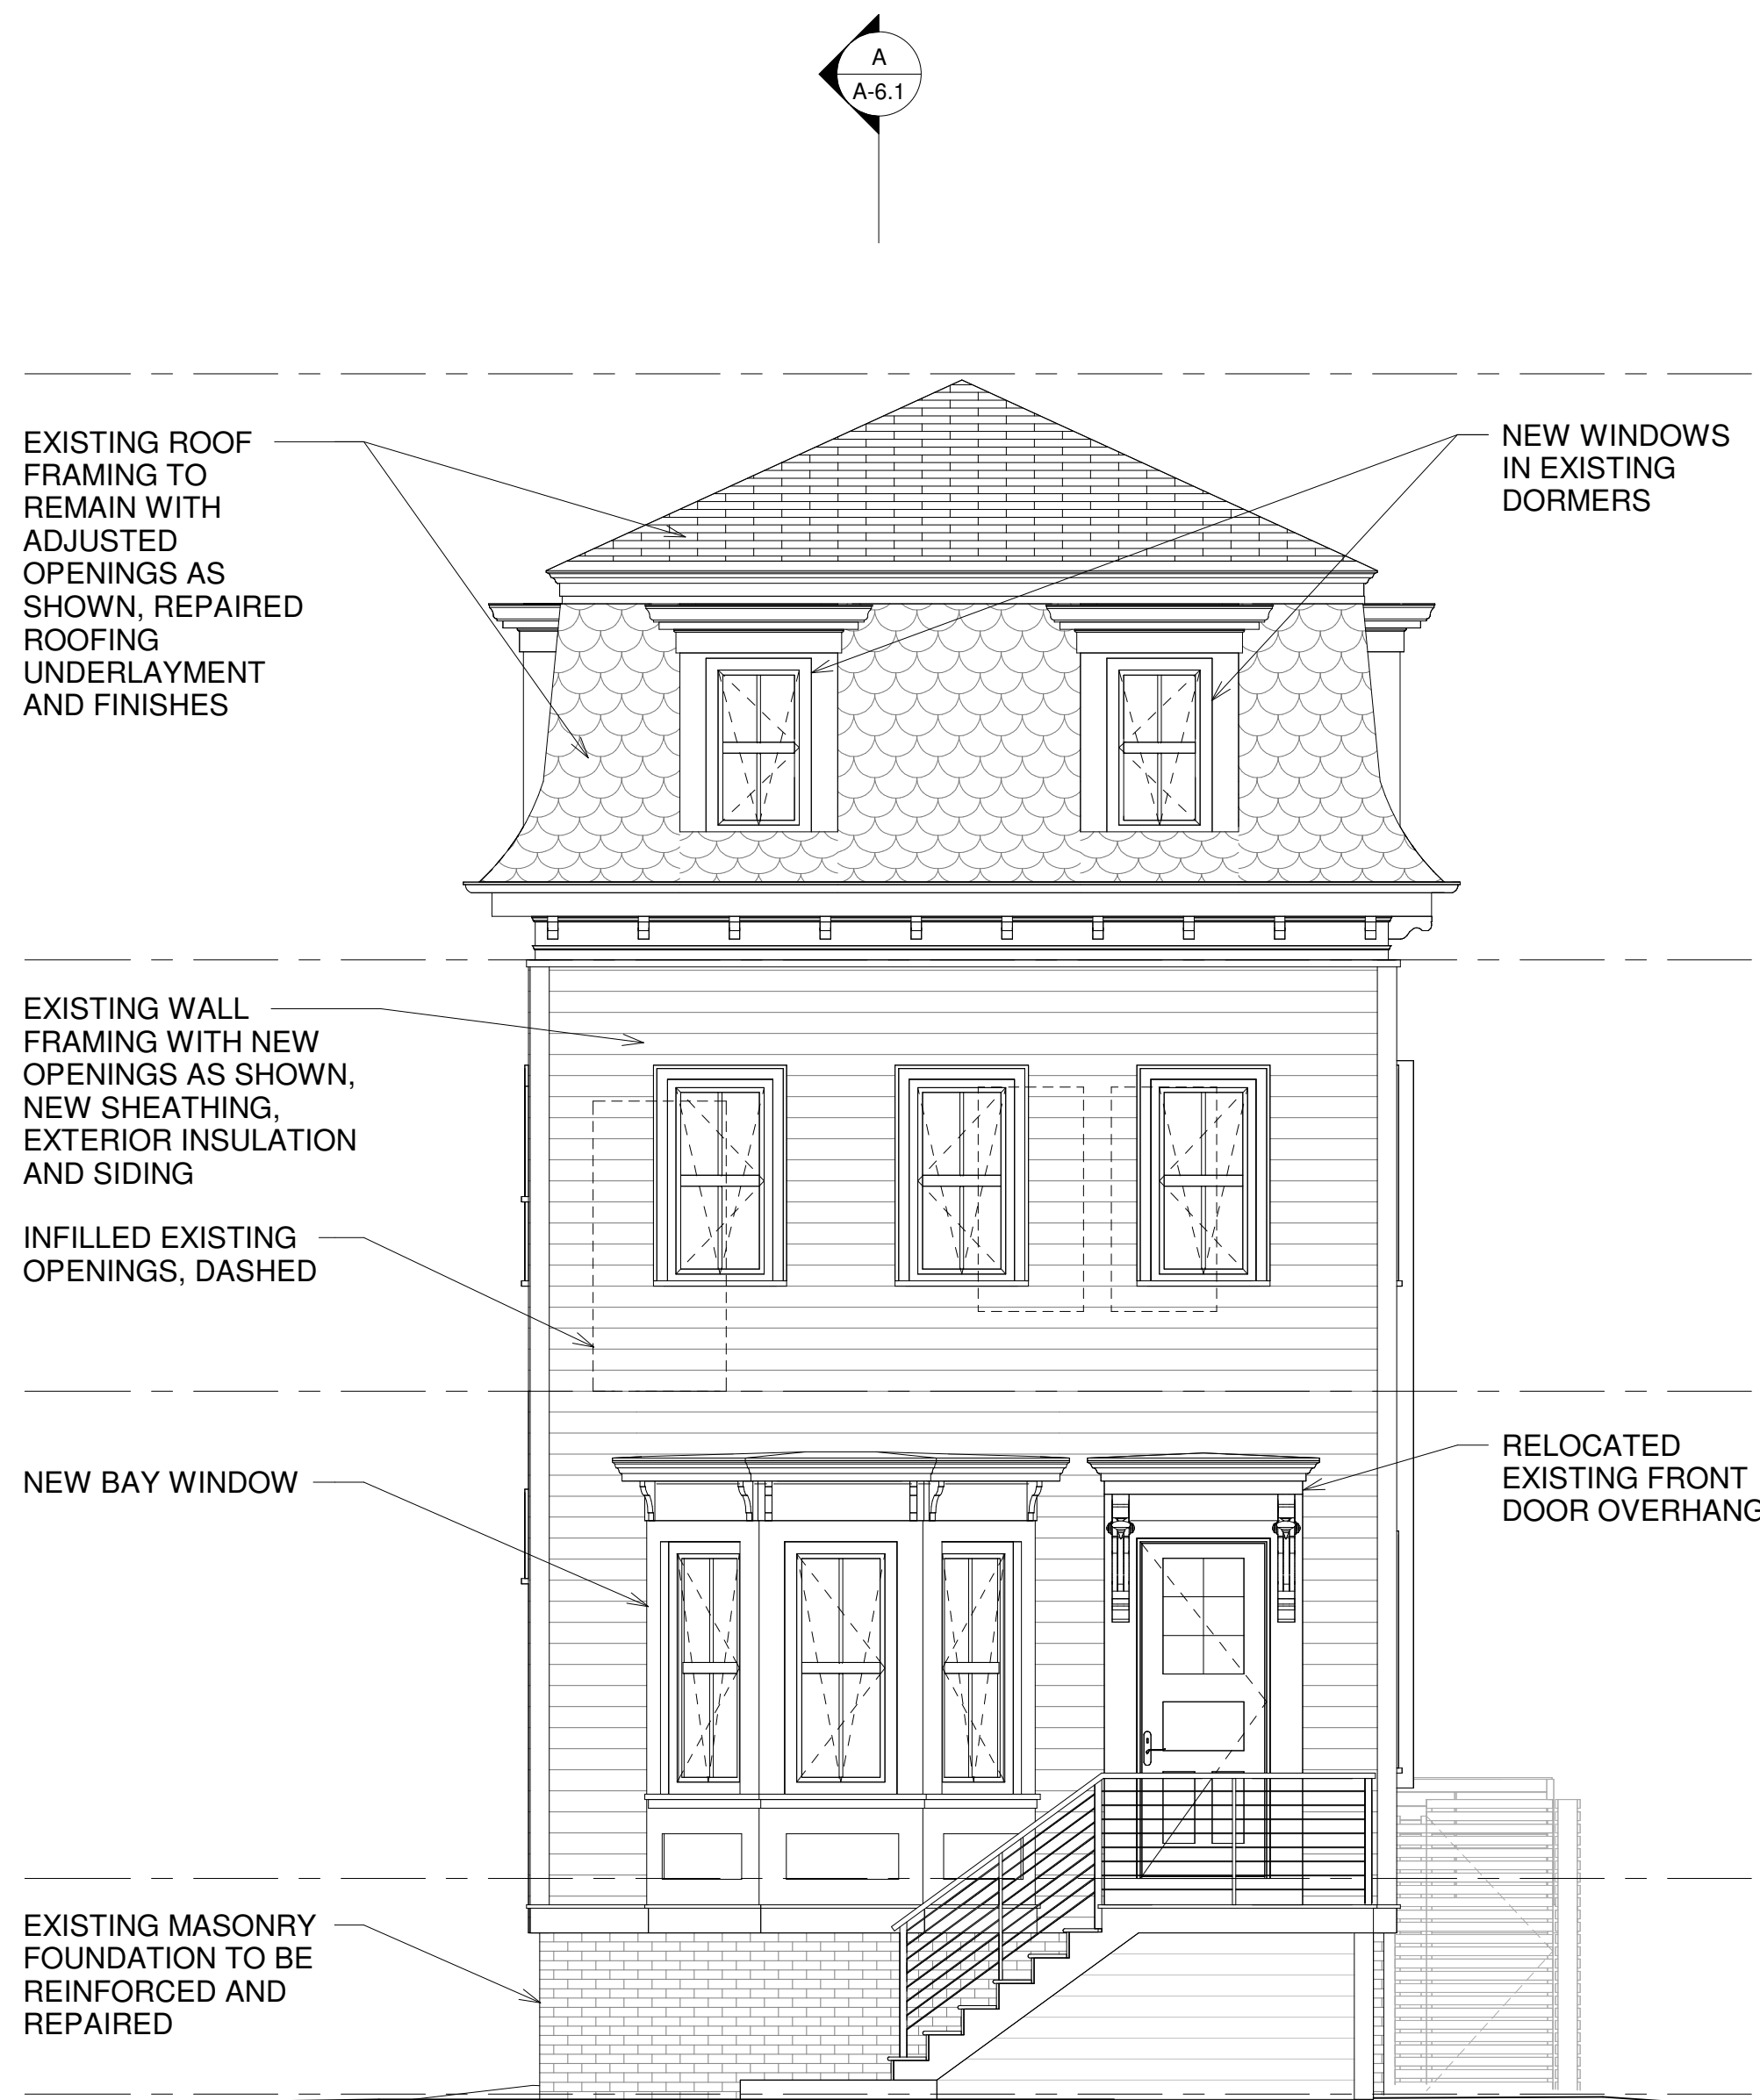 A
A-6.1
EXISTING ROOF
FRAMING TO
REMAIN WITH
ADJUSTED
OPENINGS AS
SHOWN, REPAIRED
ROOFING
UNDERLAYMENT
AND FINISHES
NEW WINDOWS
IN EXISTING
DORMERS
EXISTING WALL
FRAMING WITH NEW
OPENINGS AS SHOWN,
NEW SHEATHING,
EXTERIOR INSULATION
AND SIDING
INFILLED EXISTING
OPENINGS, DASHED
NEW BAY WINDOW
RELOCATED
EXISTING FRONT
DOOR OVERHANG
EXISTING MASONRY
FOUNDATION TO BE
REINFORCED AND
REPAIRED